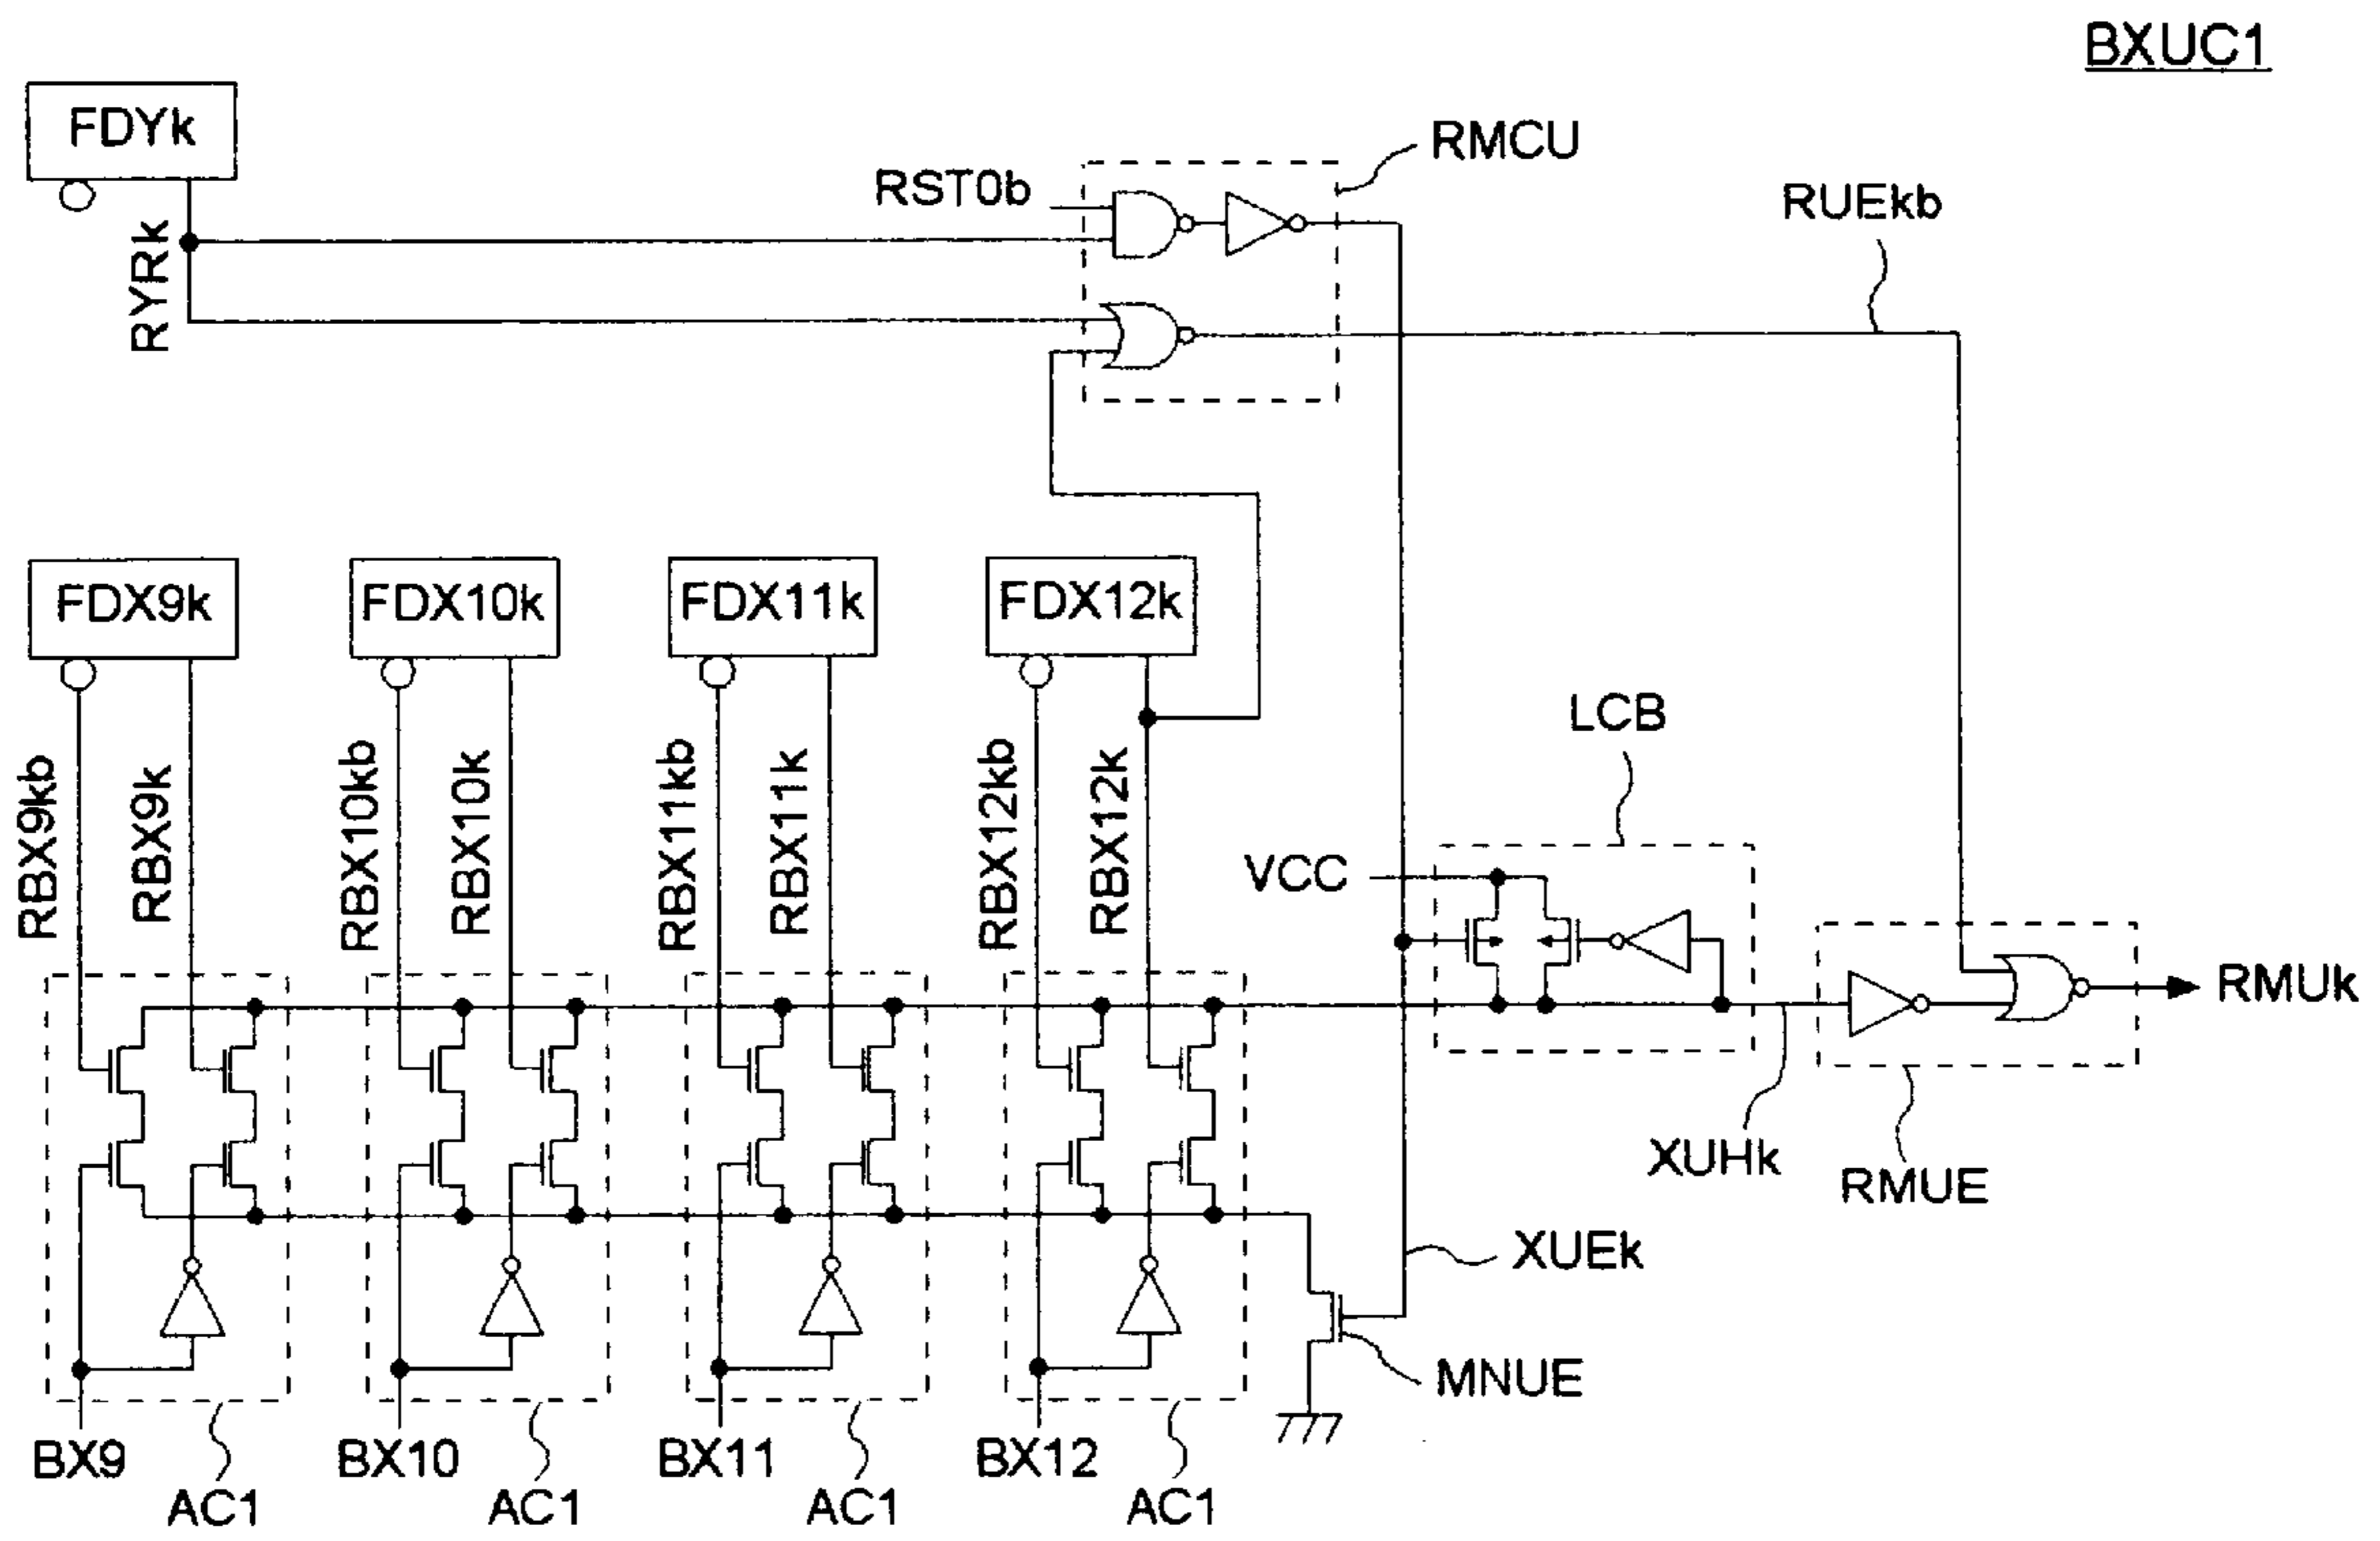 BXUC1
FDYk
RMCU
RST0b
RUEkb
RYRk
FDX9k
FDX10k
FDX11k
FDX12k
LCB
RBX9kb
RBX9k
RBX10kb
RBX10k
RBX11kb
RBX11k
RBX12kb
RBX12k
VCC
RMUk
XUHk
RMUE
XUEk
MNUE
BX9
BX10
BX11
BX12
AC1
AC1
AC1
AC1